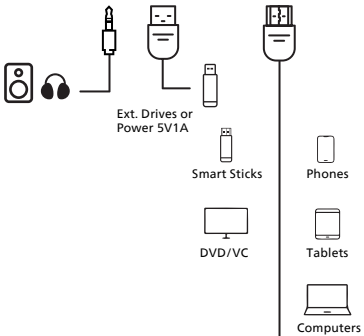 Ext. Drives or
Power 5V1A
Smart Sticks
Phones
DVD/VC
Tablets
Computers